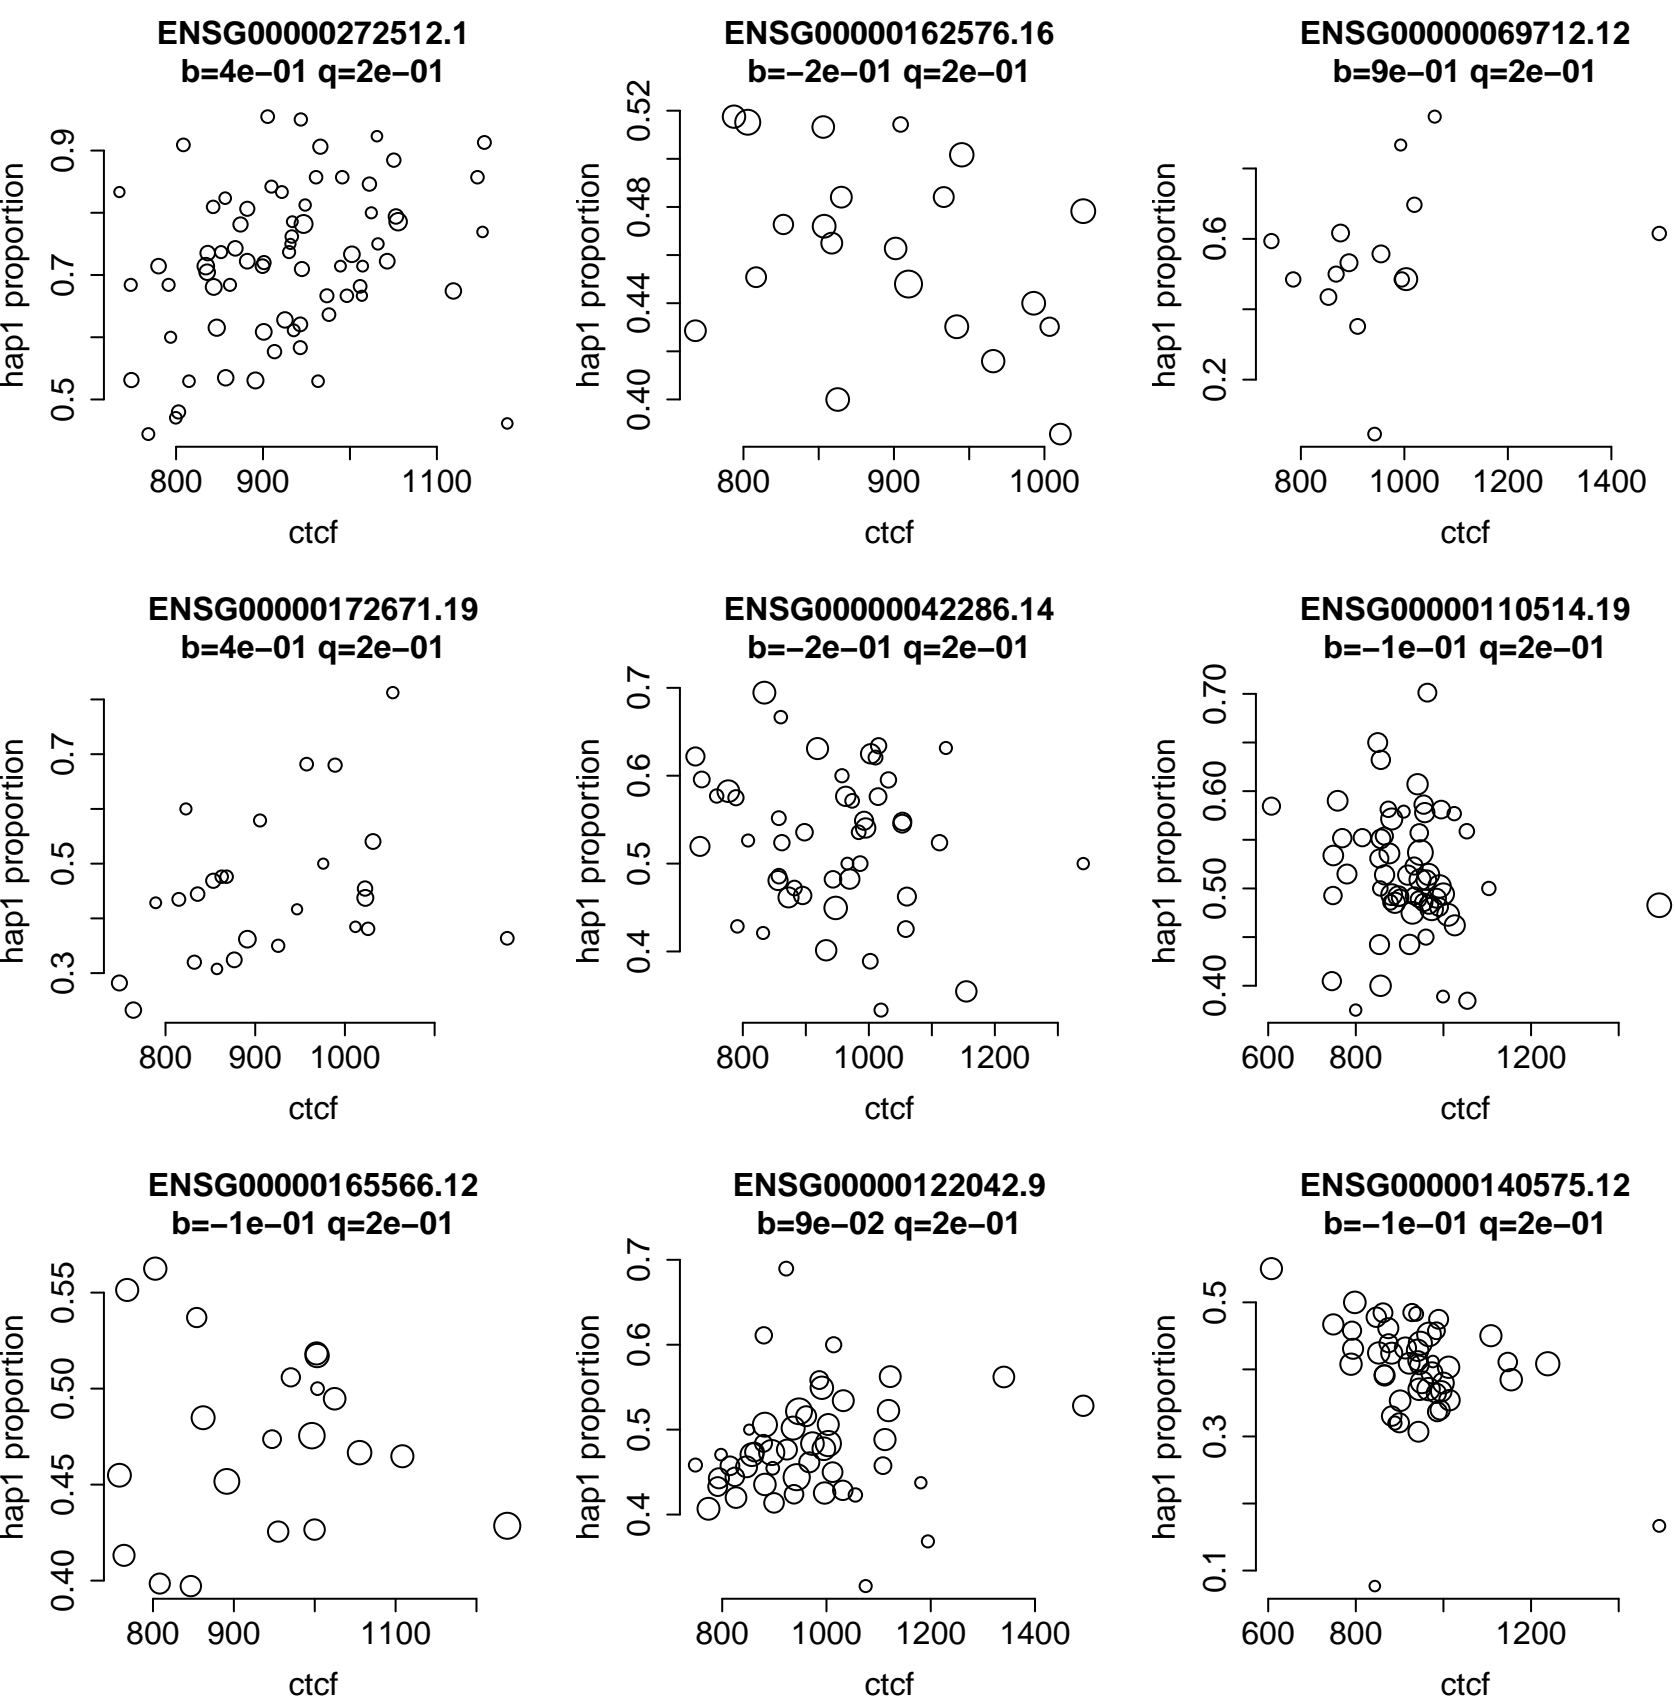 ENSG00000272512.1
b=4e−01 q=2e−01
hap1 proportion
0.5 0.7 0.9
800 900 1100
ctcf
ENSG00000162576.16
b=−2e−01 q=2e−01
hap1 proportion
0.40 0.44 0.48 0.52
800 900 1000
ctcf
ENSG00000069712.12
b=9e−01 q=2e−01
hap1 proportion
0.2 0.6
800 1000 1200 1400
ctcf
ENSG00000172671.19
b=4e−01 q=2e−01
hap1 proportion
0.3 0.5 0.7
800 900 1000
ctcf
ENSG00000042286.14
b=−2e−01 q=2e−01
hap1 proportion
0.4 0.5 0.6 0.7
800 1000 1200
ctcf
ENSG00000110514.19
b=−1e−01 q=2e−01
hap1 proportion
0.40 0.50 0.60 0.70
600 800 1200
ctcf
ENSG00000165566.12
b=−1e−01 q=2e−01
hap1 proportion
0.40 0.45 0.50 0.55
800 900 1100
ctcf
ENSG00000122042.9
b=9e−02 q=2e−01
hap1 proportion
0.4 0.5 0.6 0.7
800 1000 1200 1400
ctcf
ENSG00000140575.12
b=−1e−01 q=2e−01
hap1 proportion
0.1 0.3 0.5
600 800 1200
ctcf